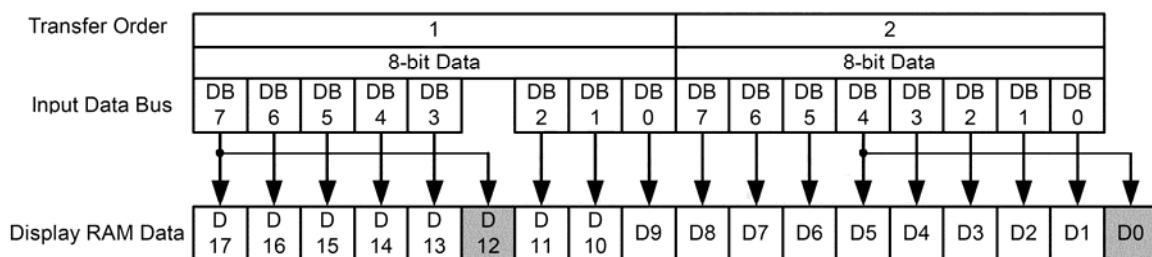 Transfer Order 1 2
8-bit Data 8-bit Data
Input Data Bus
DB DB DB DB DB DB DB DB DB DB DB DB DB DB DB DB
7 6 5 4 3 2 1 0 7 6 5 4 3 2 1 0
Display RAM Data
D D D D D D D D D9 D8 D7 D6 D5 D4 D3 D2 D1 D0
17 16 15 14 13 12 11 10